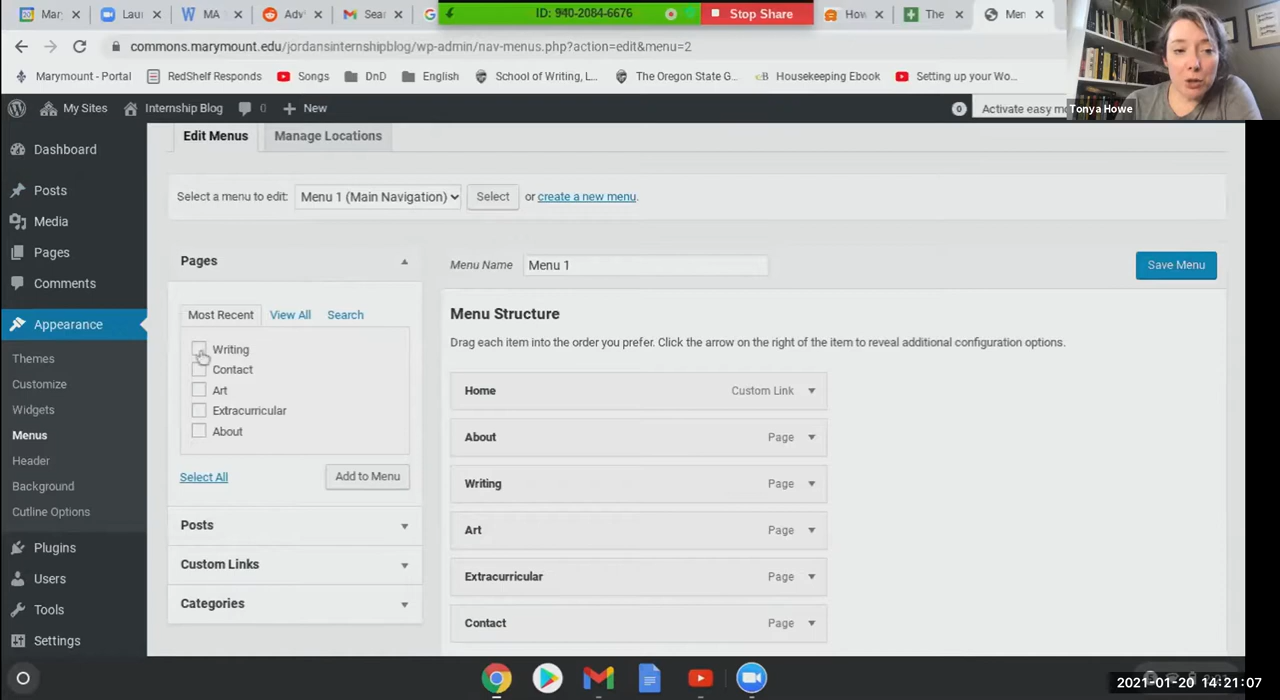 Mary
Laun
MA
Adv
Sear
ID: 940-2084-6676
Stop Share
How
The
Men
commons.marymount.edu/jordansinternshipblog/wp-admin/nav-menus.php?action=edit&menu=2
Marymount - Portal
RedShelf Responds
Songs
DnD
English
School of Writing, L...
The Oregon State G...
Housekeeping Ebook
Setting up your Wo...
My Sites
Internship Blog
0
New
0
Activate easy mo
Tonya Howe
Dashboard
Posts
Media
Pages
Comments
Appearance
Themes
Customize
Widgets
Menus
Header
Background
Cutline Options
Plugins
Users
Tools
Settings
Edit Menus
Manage Locations
Select a menu to edit:
Menu 1 (Main Navigation)
Select
or create a new menu.
Pages
Most Recent
View All
Search
Writing
Contact
Art
Extracurricular
About
Select All
Add to Menu
Posts
Custom Links
Categories
Menu Name
Menu 1
Save Menu
Menu Structure
Drag each item into the order you prefer. Click the arrow on the right of the item to reveal additional configuration options.
Home
Custom Link
About
Page
Writing
Page
Art
Page
Extracurricular
Page
Contact
Page
2021-01-20 14:21:07